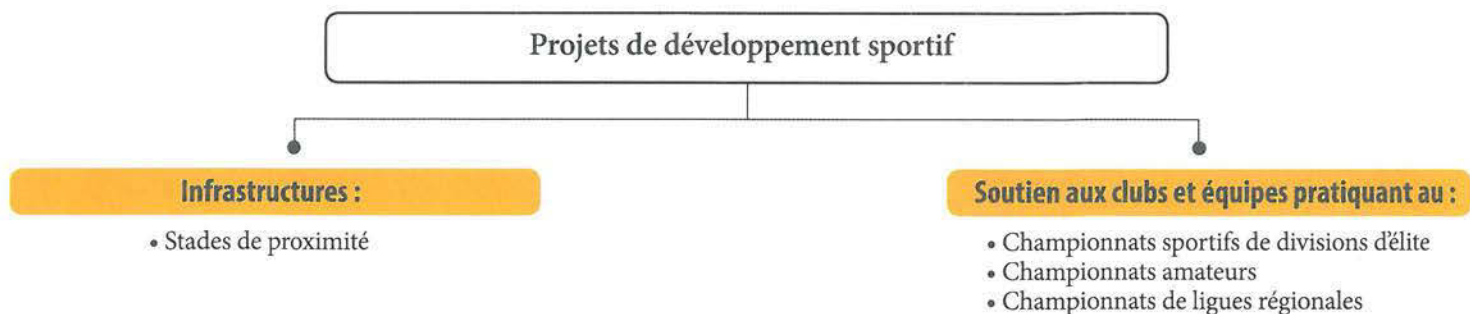 Projets de développement sportif
Infrastructures :
• Stades de proximité
Soutien aux clubs et équipes pratiquant au :
• Championnats sportifs de divisions d'élite
• Championnats amateurs
• Championnats de ligues régionales